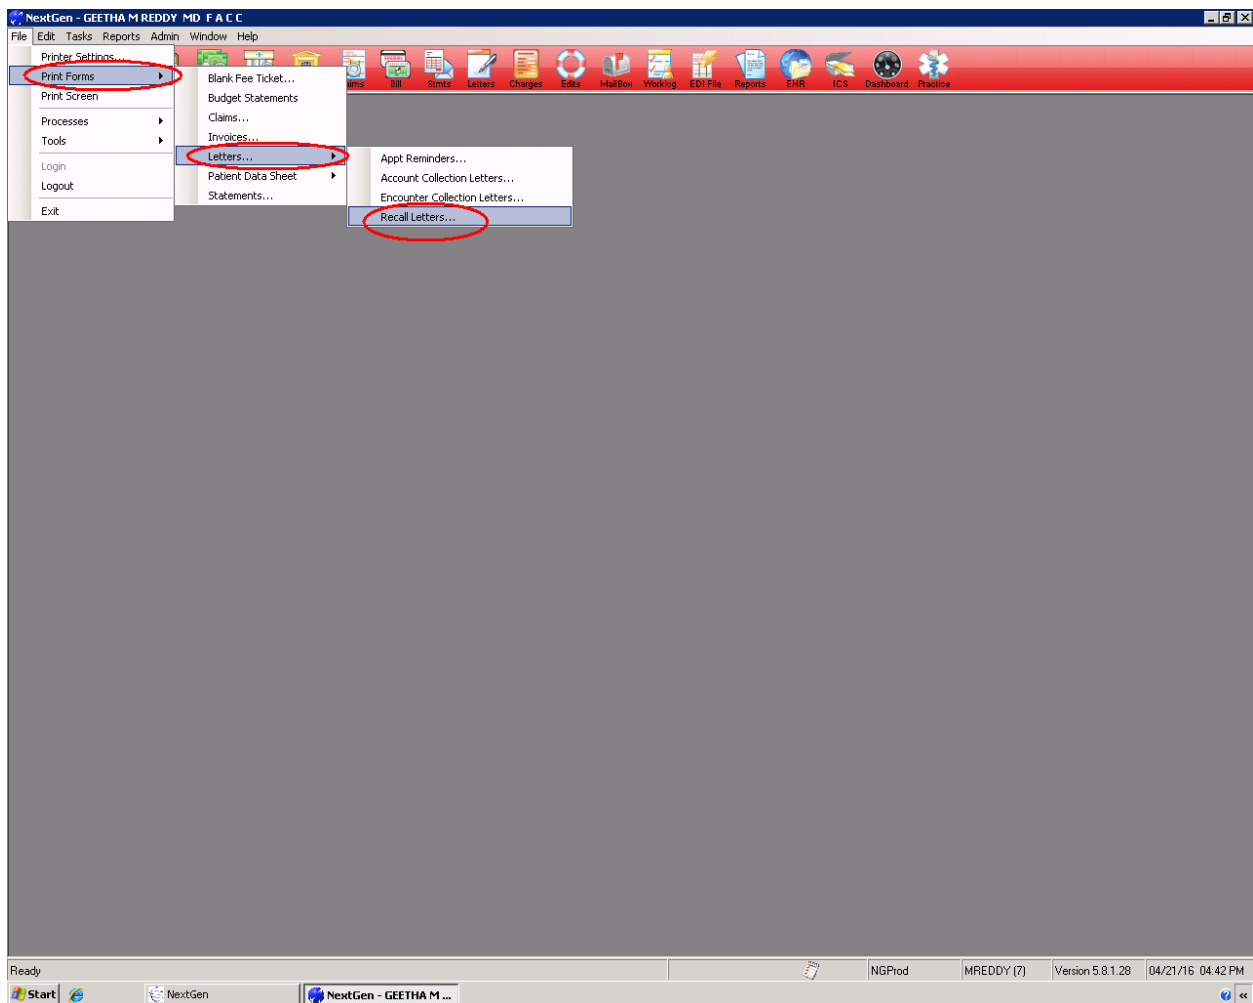 NextGen - GEETHA M REDDY MD F A C C
File Edit Tasks Reports Admin Window Help
Printer Settings...
Print Forms
Print Screen
Processes
Tools
Login
Logout
Exit
Bill Stmts Letters Charges Edits MailBox Worklog EDI File Reports EHR ICS Dashboard Practice
Blank Fee Ticket...
Budget Statements
Claims...
Invoices...
Letters...
Patient Data Sheet
Statements...
Appt Reminders...
Account Collection Letters...
Encounter Collection Letters...
Recall Letters...
Ready NGProd MREDDY (7) Version 5.8.1.28 04/21/16 04:42 PM
Start NextGen NextGen - GEETHA M ...